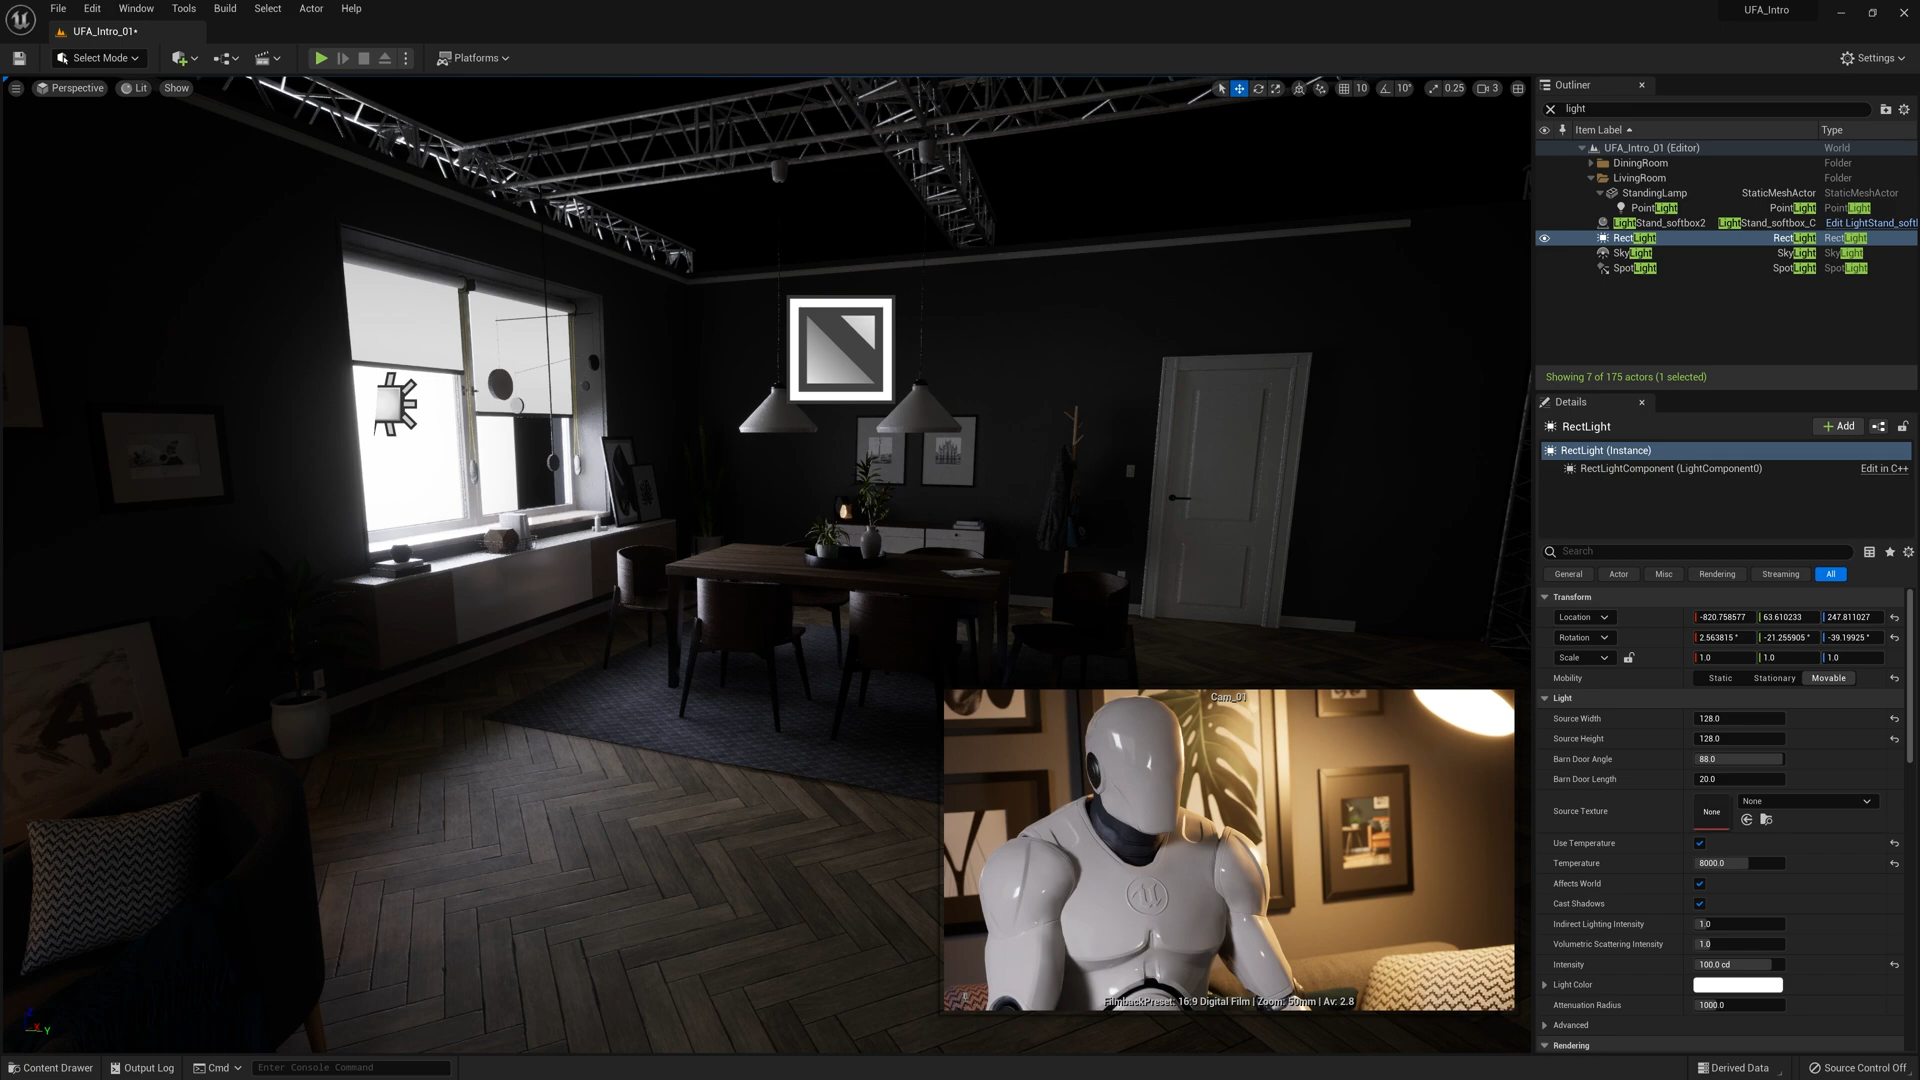 File Edit Window Tools Build Select Actor Help
UFA_Intro
UFA_Intro_01*
Select Mode
Platforms
Settings
Perspective Lit Show
10 10° 0.25 3
Outliner
light
Item Label Type
UFA_Intro_01 (Editor) World
DiningRoom Folder
LivingRoom Folder
StandingLamp StaticMeshActor StaticMeshActor
PointLight PointLight PointLight
LightStand_softbox2 LightStand_softbox_C Edit LightStand_soft
RectLight RectLight RectLight
SkyLight SkyLight SkyLight
SpotLight SpotLight SpotLight
Showing 7 of 175 actors (1 selected)
Details
RectLight
Add
RectLight (Instance)
RectLightComponent (LightComponent0) Edit in C++
Search
General Actor Misc Rendering Streaming All
Transform
Location -820.758577 63.610233 247.811027
Rotation 2.563815 ° -21.255905 ° -39.19925 °
Scale 1.0 1.0 1.0
Mobility Static Stationary Movable
Light
Source Width 128.0
Source Height 128.0
Barn Door Angle 88.0
Barn Door Length 20.0
Source Texture None None
Use Temperature
Temperature 8000.0
Affects World
Cast Shadows
Indirect Lighting Intensity 1.0
Volumetric Scattering Intensity 1.0
Intensity 100.0 cd
Light Color
Attenuation Radius 1000.0
Advanced
Rendering
Cam_01
FilmbackPreset: 16:9 Digital Film | Zoom: 50mm | Av: 2.8
Z X Y
Content Drawer Output Log Cmd Enter Console Command
Derived Data Source Control Off